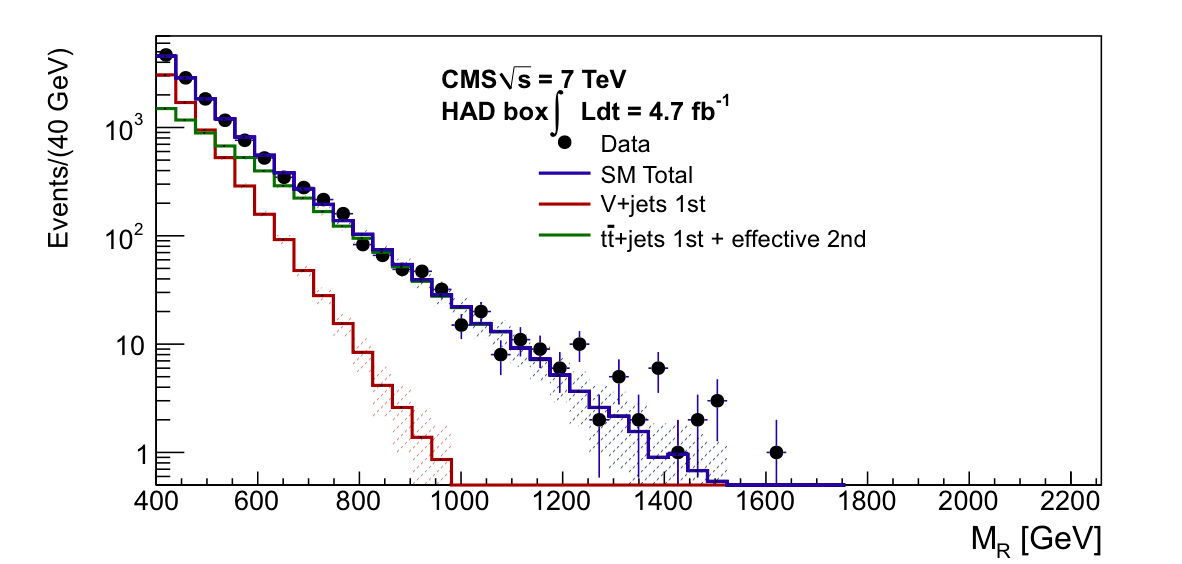 CMS √s = 7 TeV
HAD box ∫ Ldt = 4.7 fb⁻¹
Data
SM Total
V+jets 1st
tt̄+jets 1st + effective 2nd
Events/(40 GeV)
10³
10²
10
1
400 600 800 1000 1200 1400 1600 1800 2000 2200
M_R [GeV]